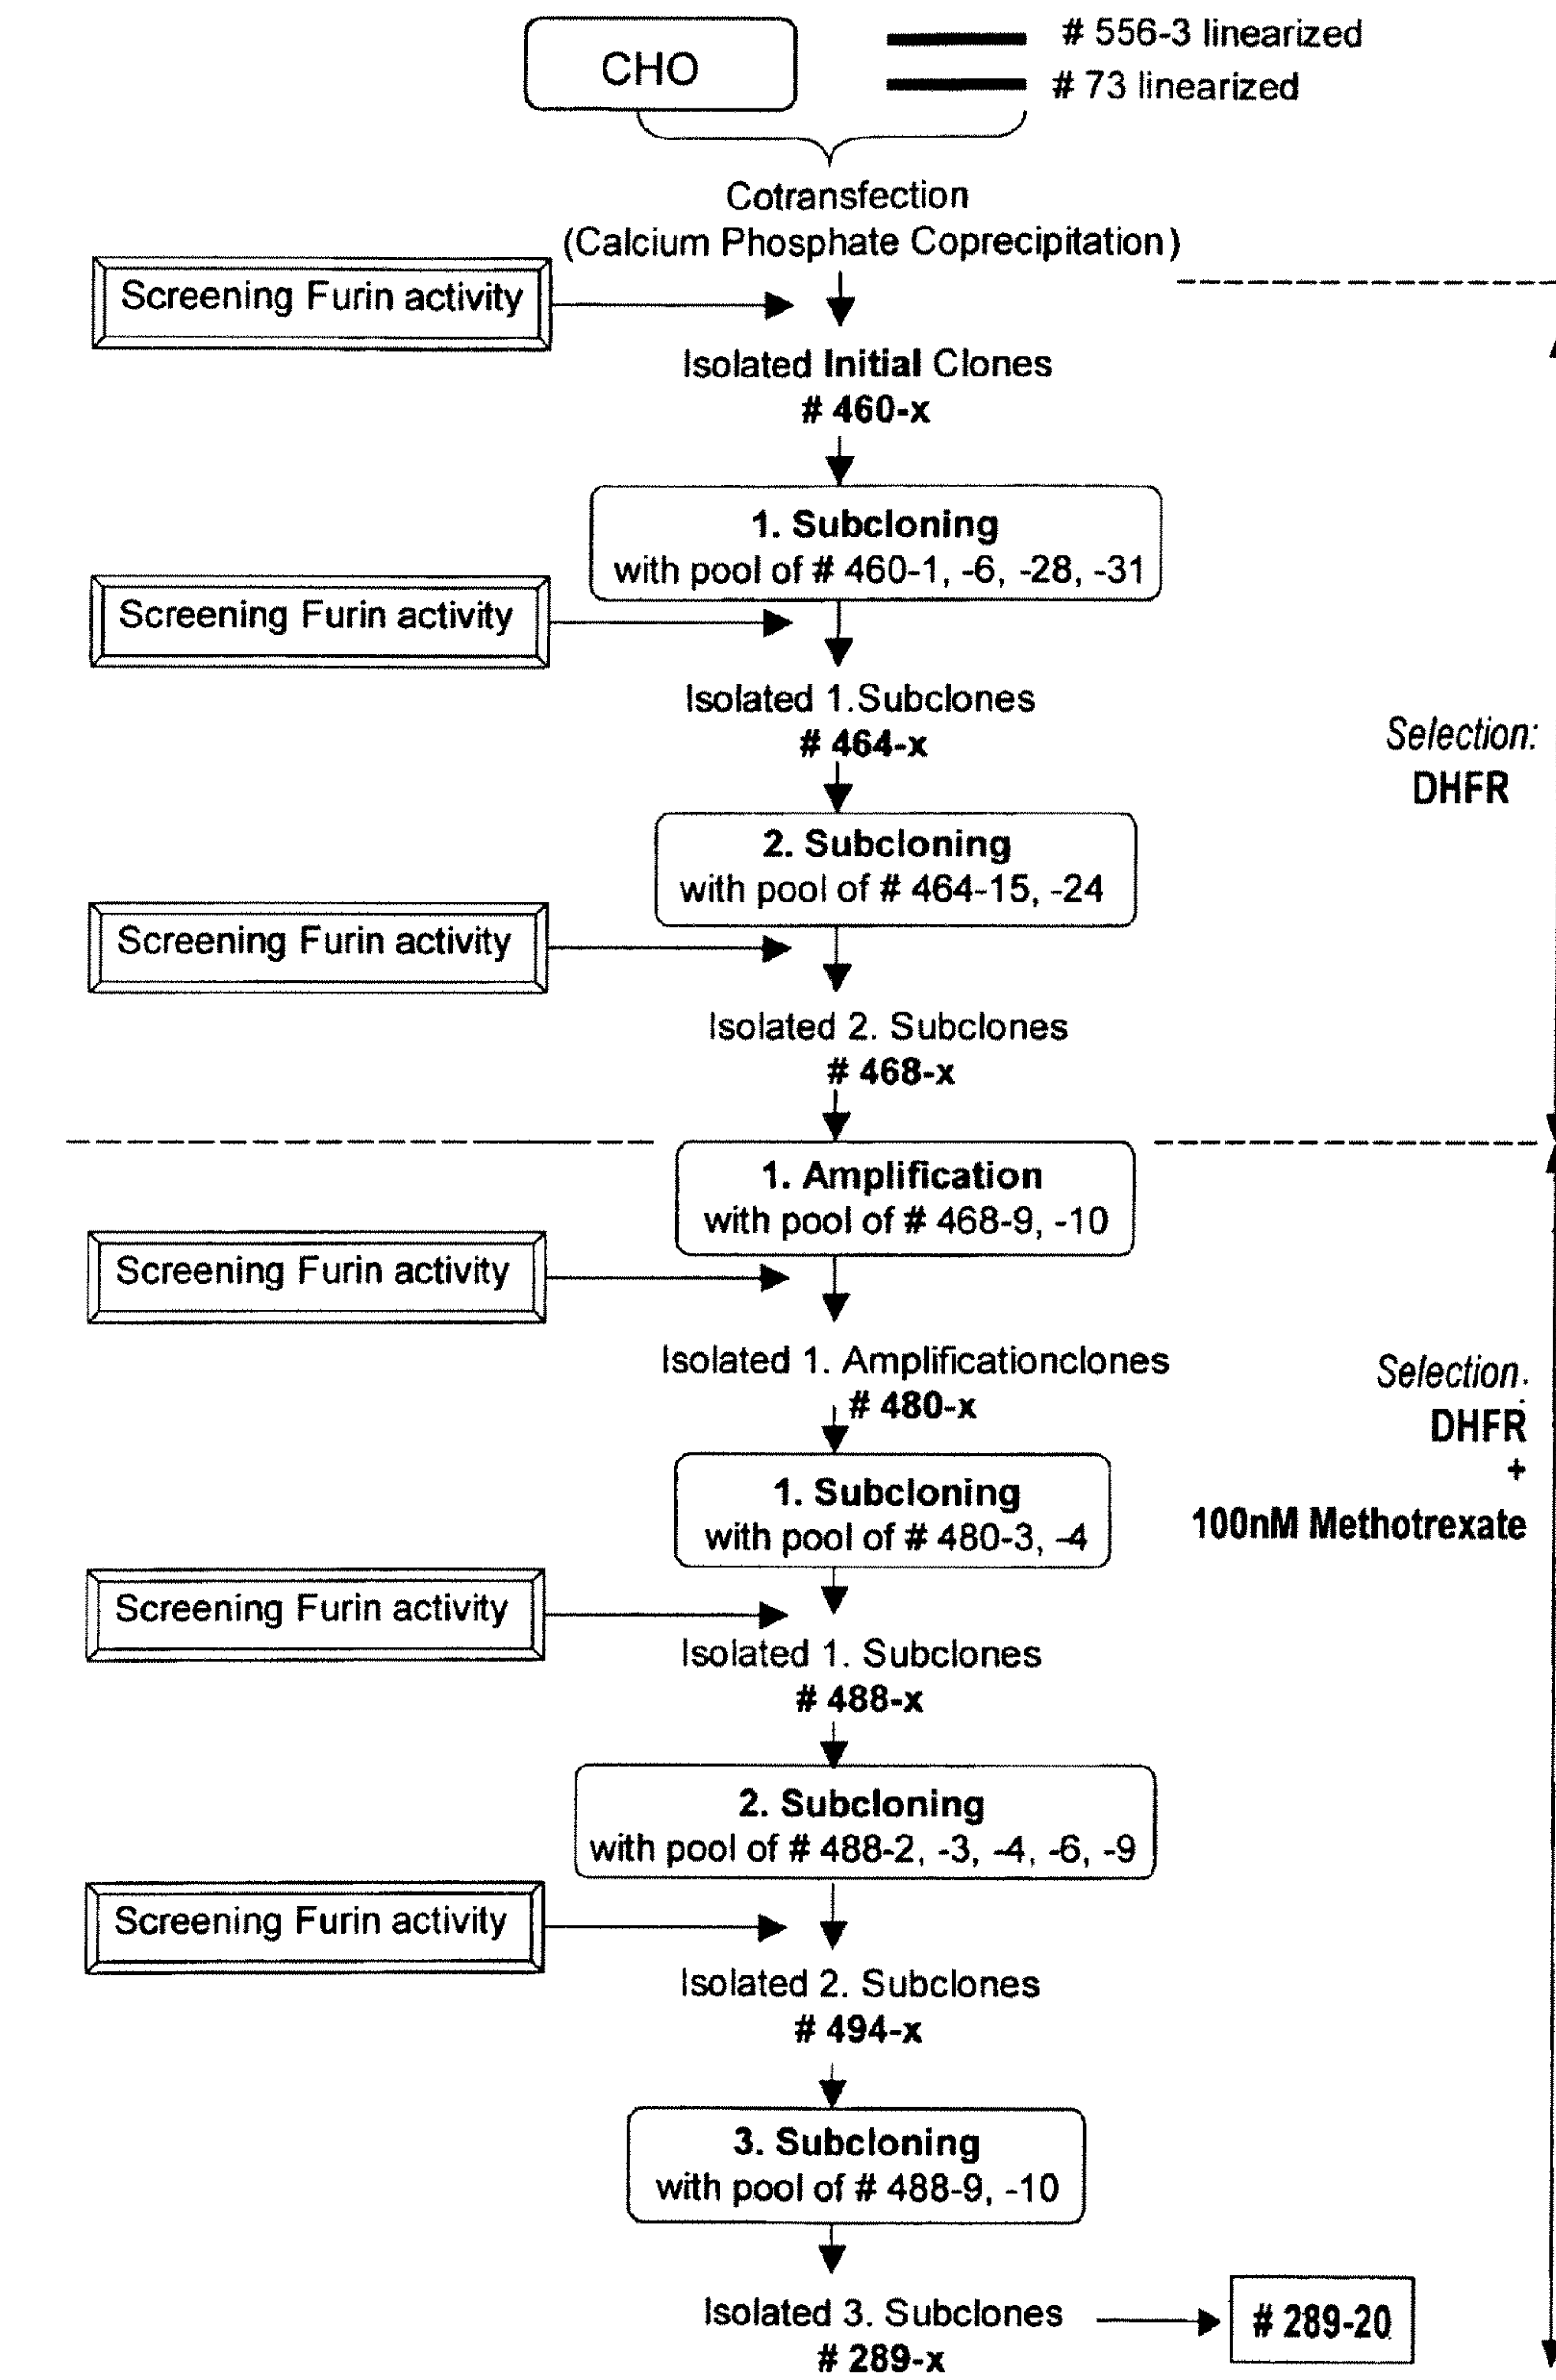 CHO
# 556-3 linearized
# 73 linearized
Cotransfection
(Calcium Phosphate Coprecipitation)
Screening Furin activity
Isolated Initial Clones
# 460-x
1. Subcloning
with pool of # 460-1, -6, -28, -31
Screening Furin activity
Isolated 1.Subclones
# 464-x
Selection:
DHFR
2. Subcloning
with pool of # 464-15, -24
Screening Furin activity
Isolated 2. Subclones
# 468-x
1. Amplification
with pool of # 468-9, -10
Screening Furin activity
Isolated 1. Amplificationclones
# 480-x
Selection:
DHFR
+
100nM Methotrexate
1. Subcloning
with pool of # 480-3, -4
Screening Furin activity
Isolated 1. Subclones
# 488-x
2. Subcloning
with pool of # 488-2, -3, -4, -6, -9
Screening Furin activity
Isolated 2. Subclones
# 494-x
3. Subcloning
with pool of # 488-9, -10
Isolated 3. Subclones
# 289-x
# 289-20